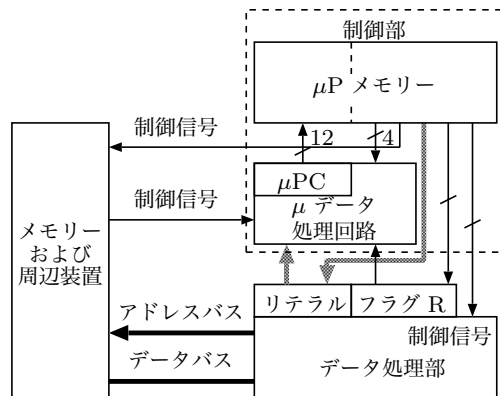 制御部
μP メモリー
制御信号
12
4
μPC
制御信号
μ データ
処理回路
メモリー
および
周辺装置
リテラル
フラグ R
アドレスバス
制御信号
データバス
データ処理部